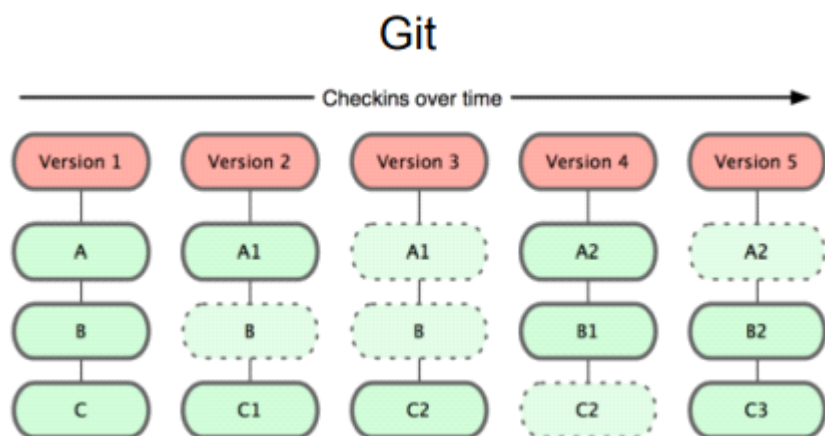 Git
Checkins over time
Version 1 Version 2 Version 3 Version 4 Version 5
A A1 A1 A2 A2
B B B B1 B2
C C1 C2 C2 C3